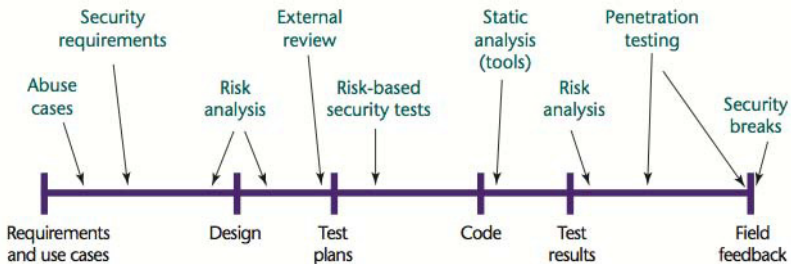 Security
requirements
External
review
Static
analysis
(tools)
Penetration
testing
Abuse
cases
Risk
analysis
Risk-based
security tests
Risk
analysis
Security
breaks
Requirements
and use cases
Design
Test
plans
Code
Test
results
Field
feedback